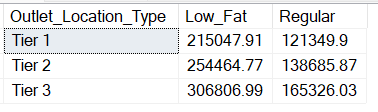 Outlet_Location_Type Low_Fat Regular
Tier 1 215047.91 121349.9
Tier 2 254464.77 138685.87
Tier 3 306806.99 165326.03